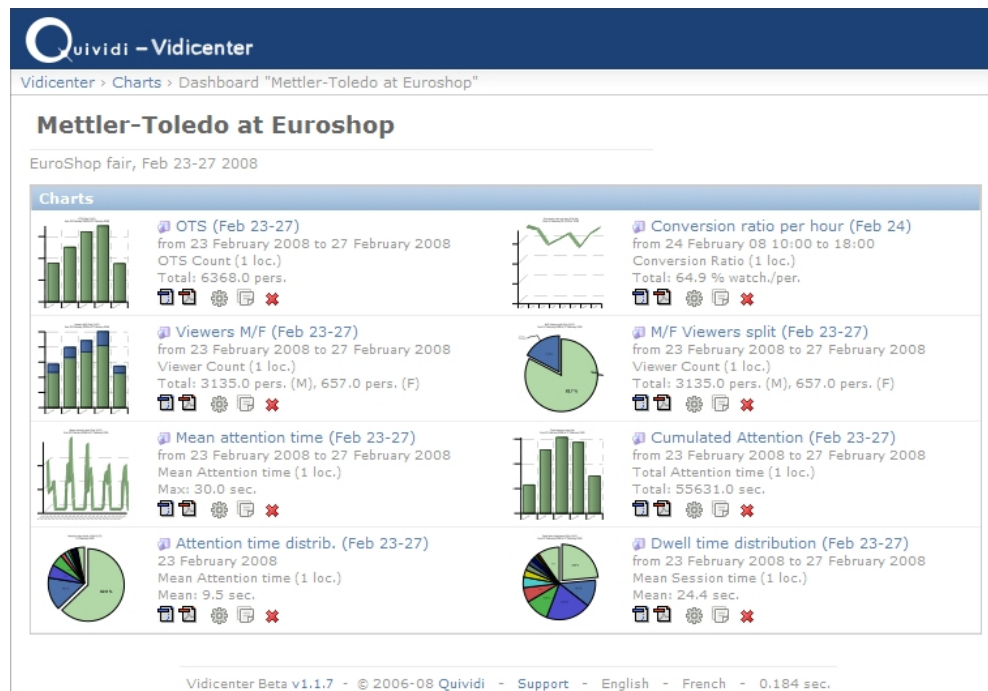 Quividi – Vidicenter
Vidicenter › Charts › Dashboard "Mettler-Toledo at Euroshop"
Mettler-Toledo at Euroshop
EuroShop fair, Feb 23-27 2008
Charts
OTS (Feb 23-27)
from 23 February 2008 to 27 February 2008
OTS Count (1 loc.)
Total: 6368.0 pers.
Conversion ratio per hour (Feb 24)
from 24 February 08 10:00 to 18:00
Conversion Ratio (1 loc.)
Total: 64.9 % watch./per.
Viewers M/F (Feb 23-27)
from 23 February 2008 to 27 February 2008
Viewer Count (1 loc.)
Total: 3135.0 pers. (M), 657.0 pers. (F)
M/F Viewers split (Feb 23-27)
from 23 February 2008 to 27 February 2008
Viewer Count (1 loc.)
Total: 3135.0 pers. (M), 657.0 pers. (F)
Mean attention time (Feb 23-27)
from 23 February 2008 to 27 February 2008
Mean Attention time (1 loc.)
Max: 30.0 sec.
Cumulated Attention (Feb 23-27)
from 23 February 2008 to 27 February 2008
Total Attention time (1 loc.)
Total: 55631.0 sec.
Attention time distrib. (Feb 23-27)
23 February 2008
Mean Attention time (1 loc.)
Mean: 9.5 sec.
Dwell time distribution (Feb 23-27)
from 23 February 2008 to 27 February 2008
Mean Session time (1 loc.)
Mean: 24.4 sec.
Vidicenter Beta v1.1.7 - © 2006-08 Quividi - Support - English - French - 0.184 sec.